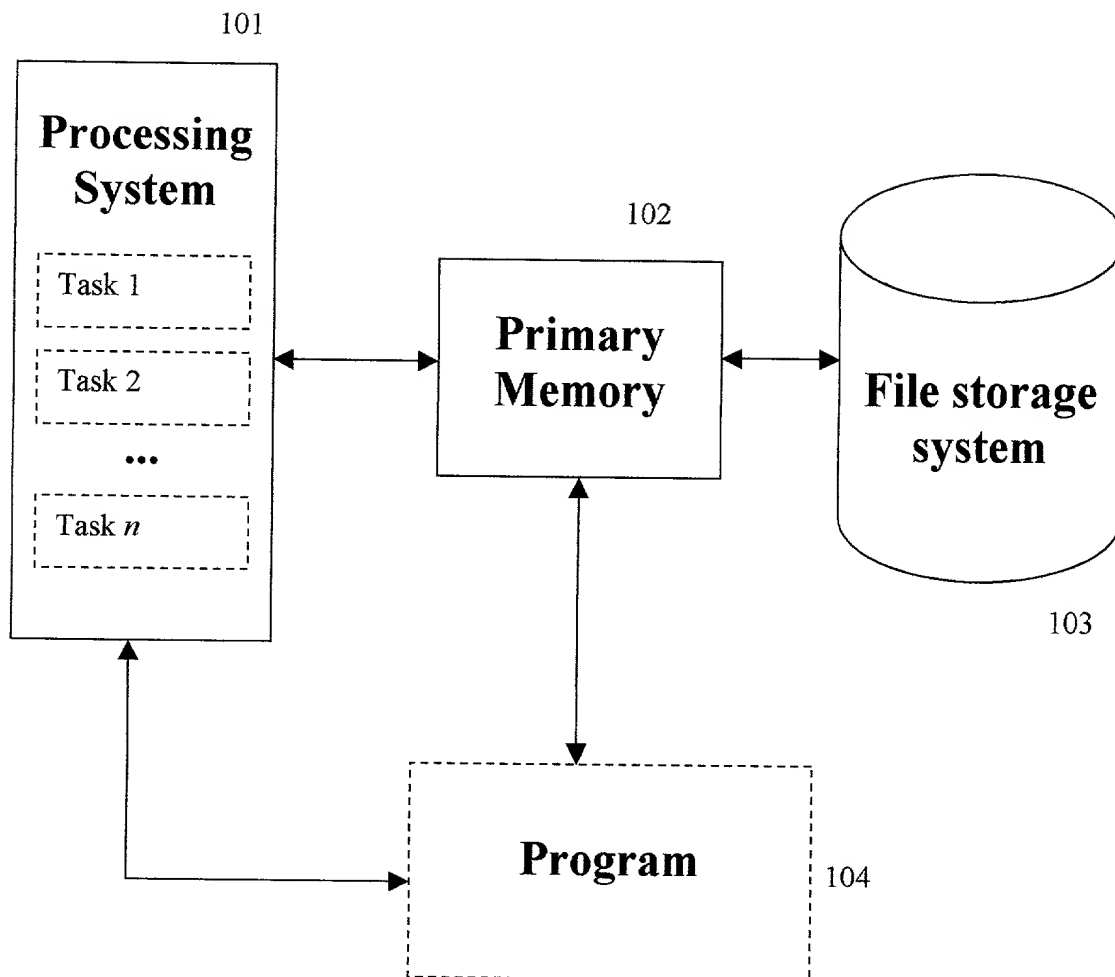 101
Processing
System
Task 1
Task 2
...
Task n
102
Primary
Memory
File storage
system
103
Program
104